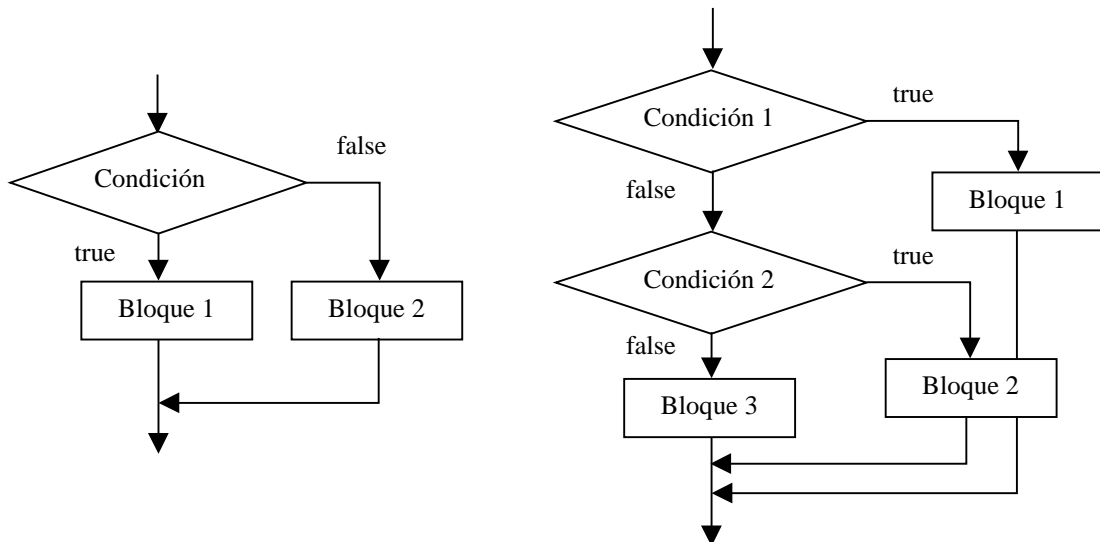 false
Condición
true
Bloque 1
Bloque 2
true
Condición 1
false
Bloque 1
true
Condición 2
false
Bloque 2
Bloque 3